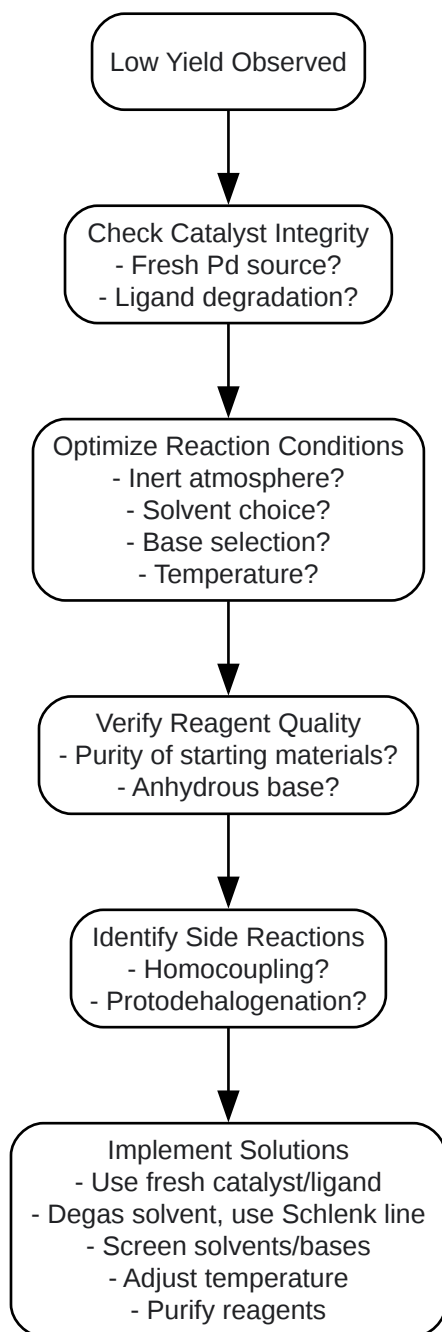 Low Yield Observed
Check Catalyst Integrity
- Fresh Pd source?
- Ligand degradation?
Optimize Reaction Conditions
- Inert atmosphere?
- Solvent choice?
- Base selection?
- Temperature?
Verify Reagent Quality
- Purity of starting materials?
- Anhydrous base?
Identify Side Reactions
- Homocoupling?
- Protodehalogenation?
Implement Solutions
- Use fresh catalyst/ligand
- Degas solvent, use Schlenk line
- Screen solvents/bases
- Adjust temperature
- Purify reagents